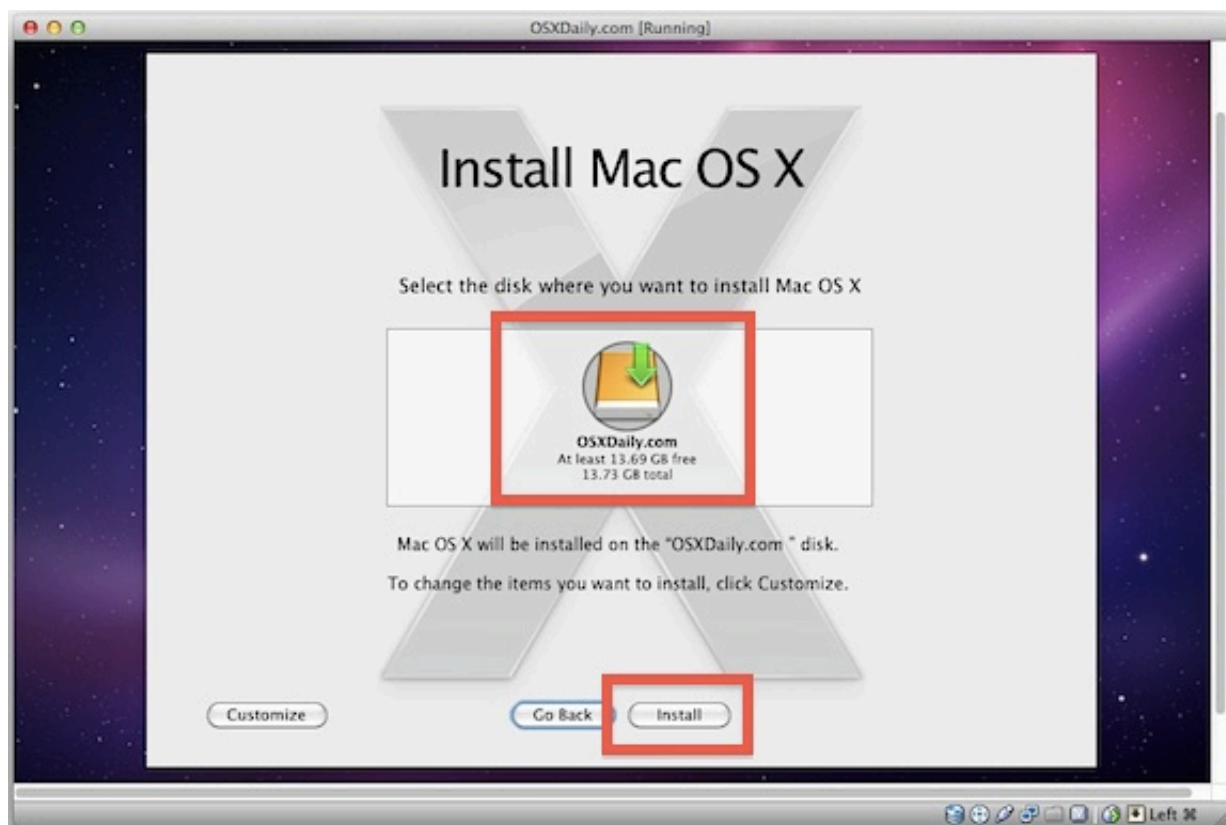 OSXDaily.com [Running]
Install Mac OS X
Select the disk where you want to install Mac OS X
OSXDaily.com
At least 13.69 GB free
13.73 GB total
Mac OS X will be installed on the "OSXDaily.com " disk.
To change the items you want to install, click Customize.
Customize
Go Back
Install
Left ⌘